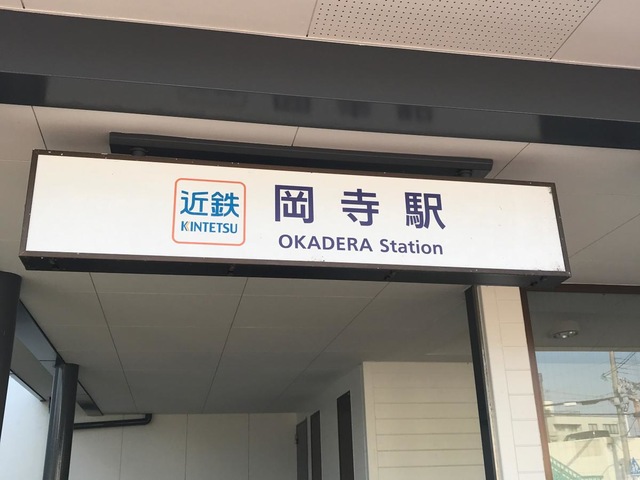 近鉄
KINTETSU
岡寺駅
OKADERA Station